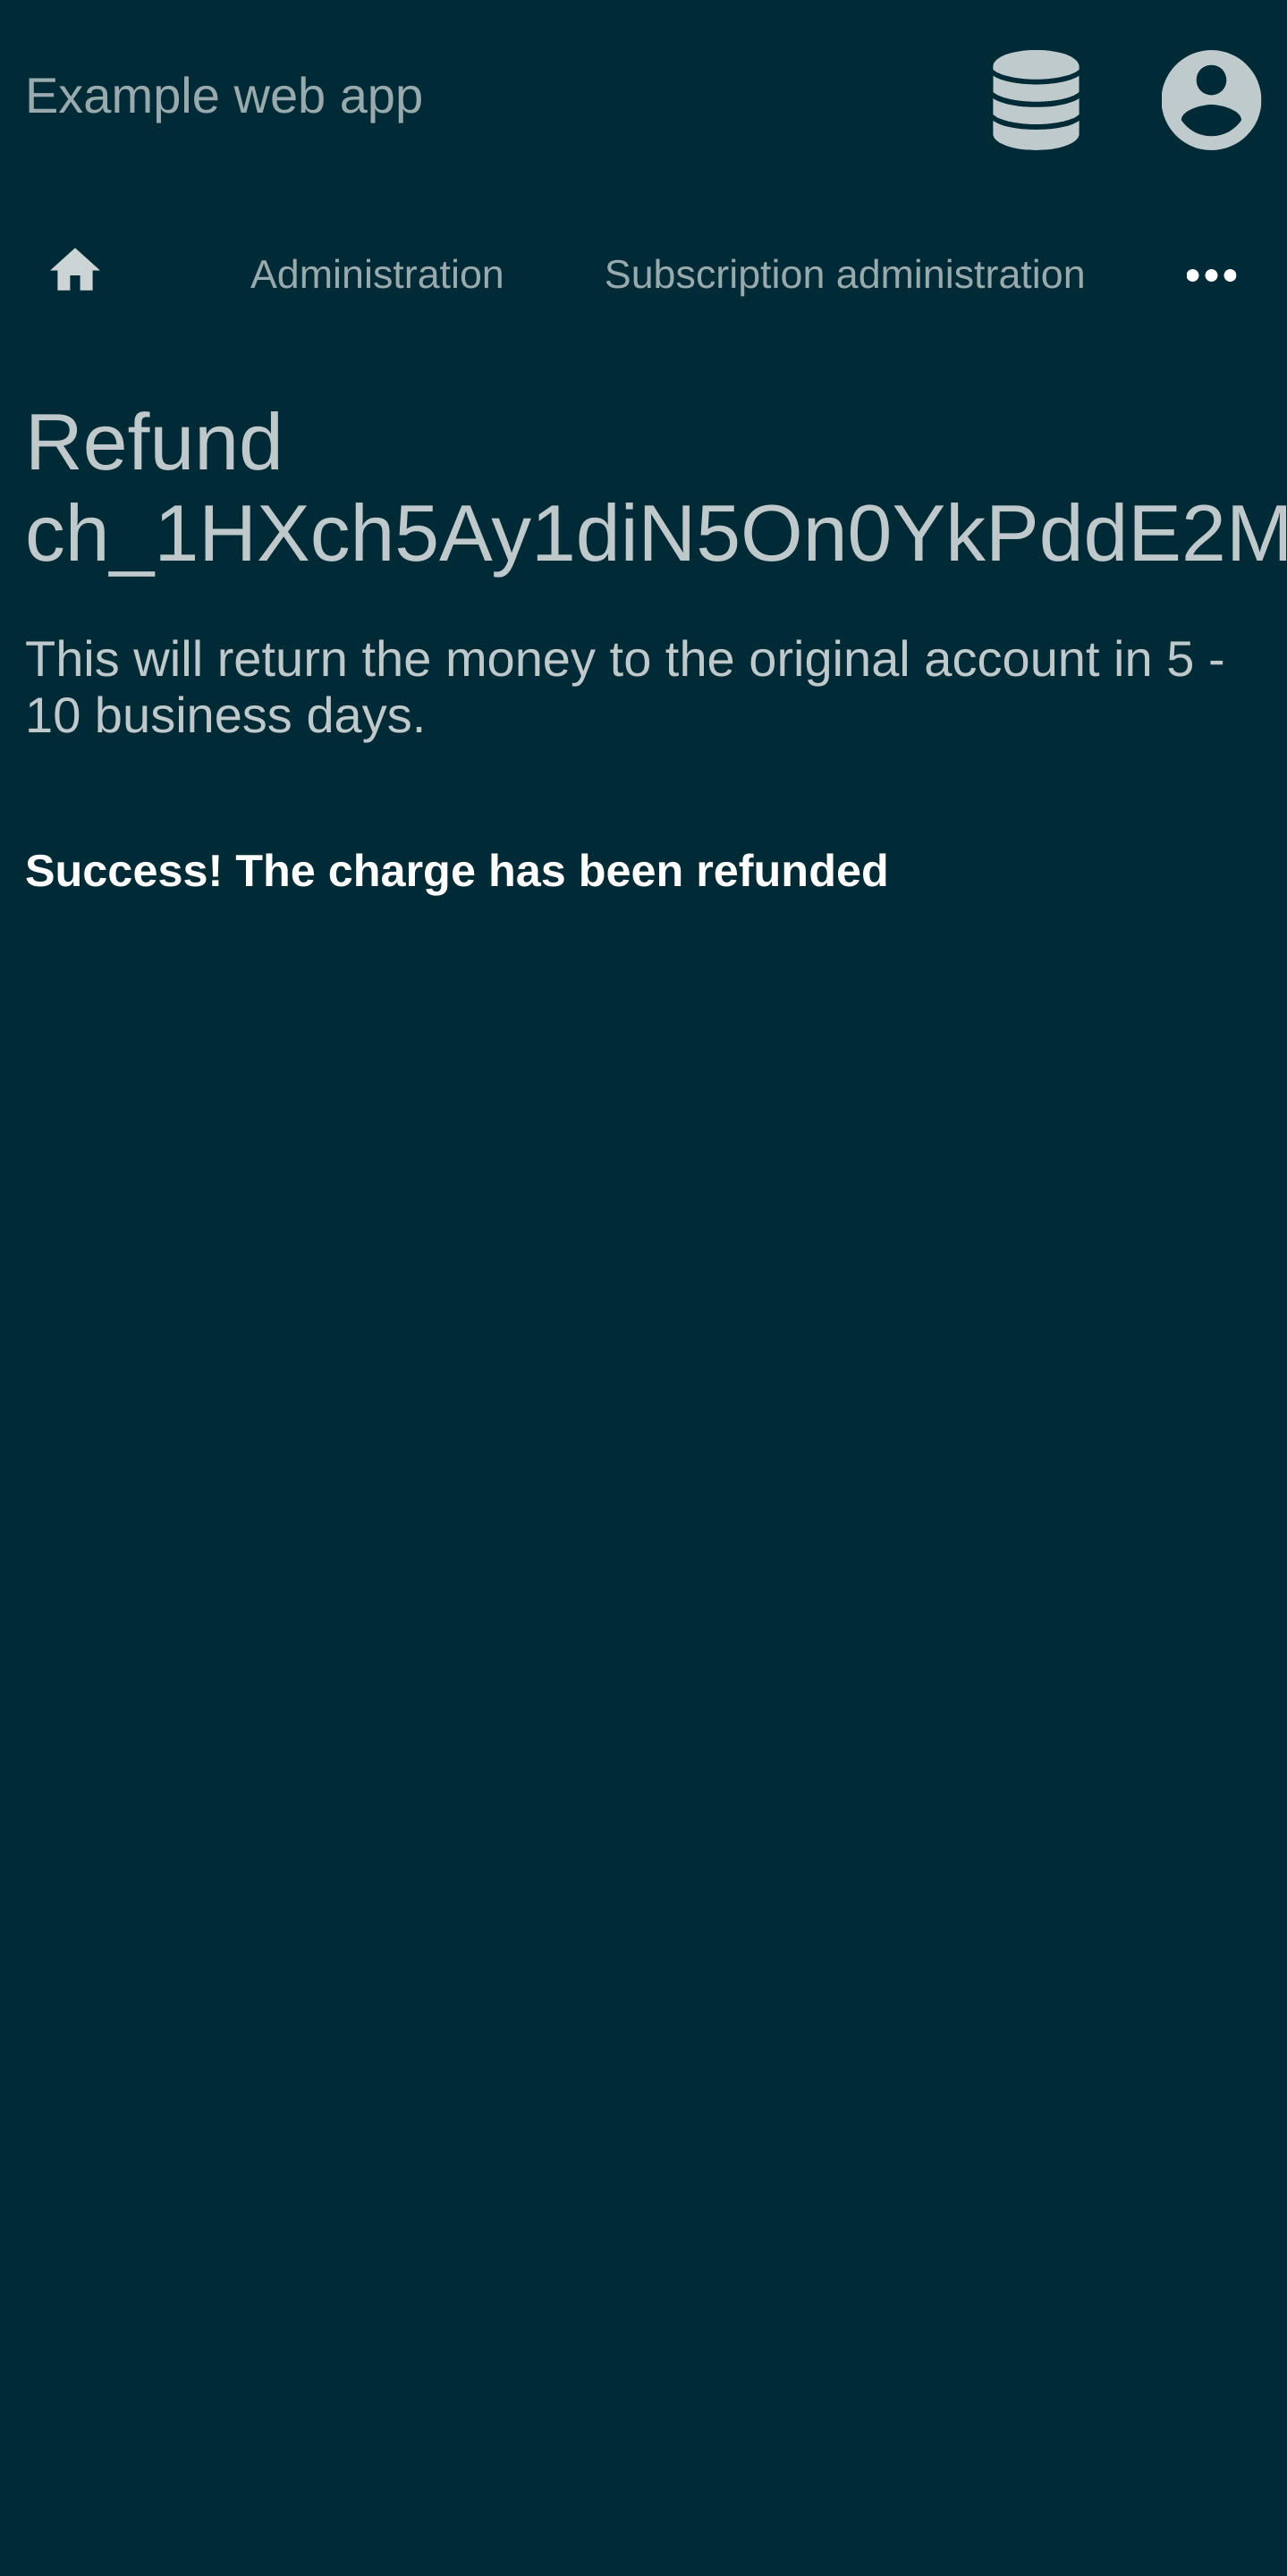 Example web app
Administration Subscription administration
Refund
ch_1HXch5Ay1diN5On0YkPddE2M
This will return the money to the original account in 5 -
10 business days.
Success! The charge has been refunded